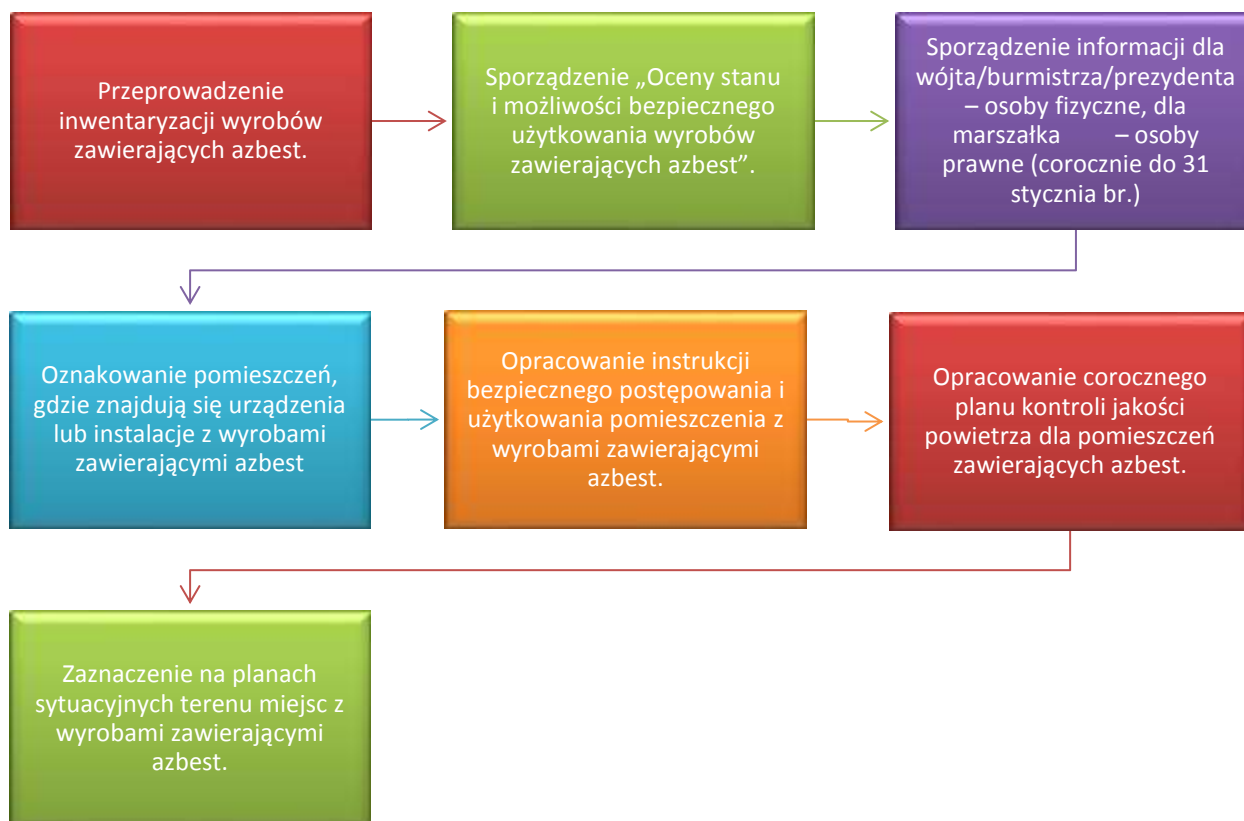 Przeprowadzenie
inwentaryzacji wyrobów
zawierających azbest.
Sporządzenie „Oceny stanu
i możliwości bezpiecznego
użytkowania wyrobów
zawierających azbest”.
Sporządzenie informacji dla
wójta/burmistrza/prezydenta
– osoby fizyczne, dla
marszałka – osoby
prawne (corocznie do 31
stycznia br.)
Oznakowanie pomieszczeń,
gdzie znajdują się urządzenia
lub instalacje z wyrobami
zawierającymi azbest
Opracowanie instrukcji
bezpiecznego postępowania i
użytkowania pomieszczenia z
wyrobami zawierającymi
azbest.
Opracowanie corocznego
planu kontroli jakości
powietrza dla pomieszczeń
zawierających azbest.
Zaznaczenie na planach
sytuacyjnych terenu miejsc z
wyrobami zawierającymi
azbest.